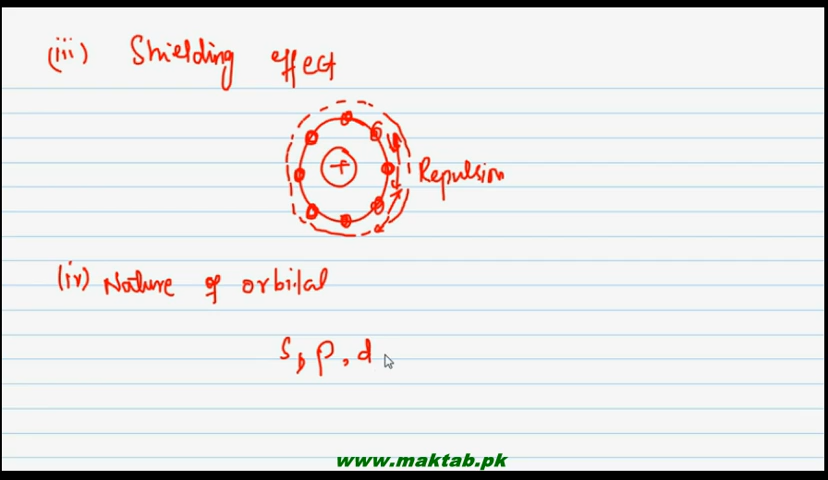 (iii) Shielding effect
+
Repulsion
(iv) Nature of orbital
s, p, d
www.maktab.pk